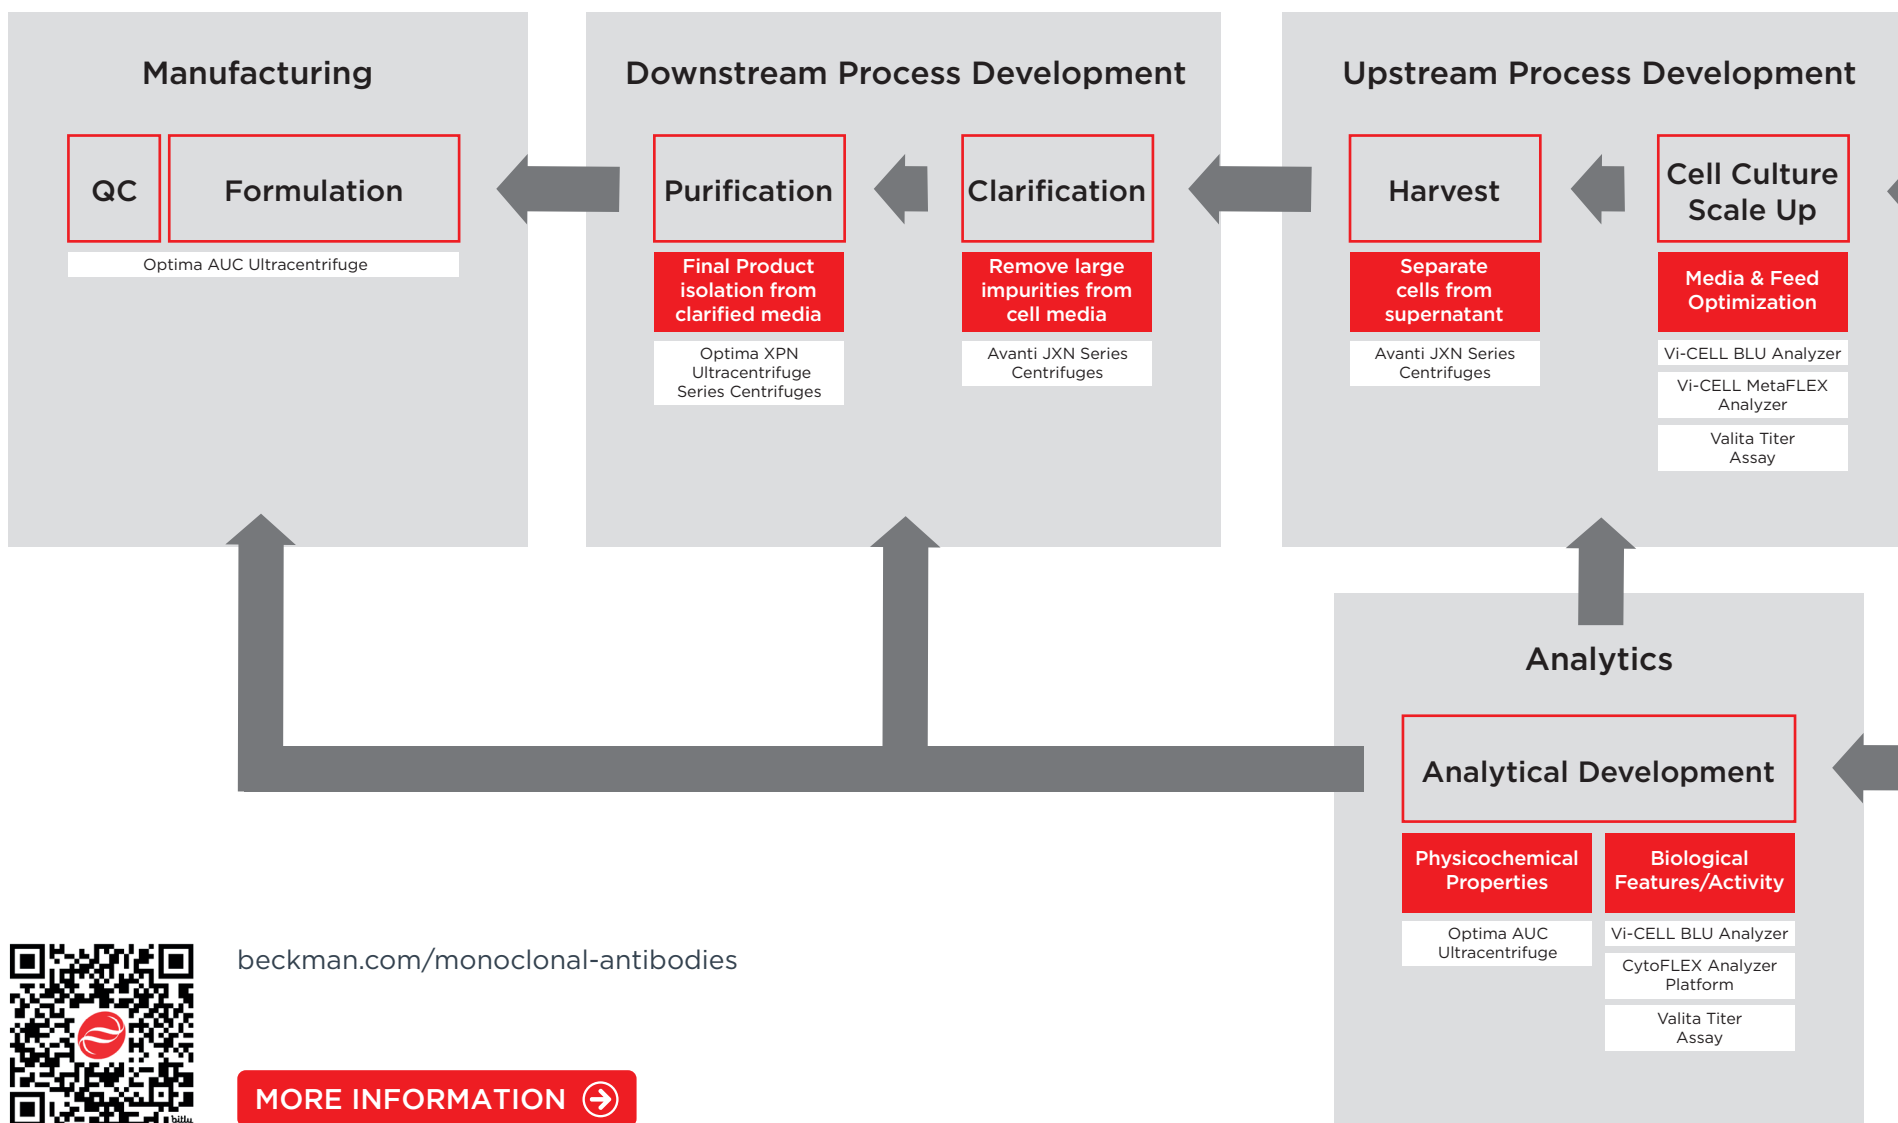 Manufacturing
QC
Formulation
Optima AUC Ultracentrifuge
Downstream Process Development
Purification
Final Product
isolation from
clarified media
Optima XPN
Ultracentrifuge
Series Centrifuges
Clarification
Remove large
impurities from
cell media
Avanti JXN Series
Centrifuges
Upstream Process Development
Harvest
Separate
cells from
supernatant
Avanti JXN Series
Centrifuges
Cell Culture
Scale Up
Media & Feed
Optimization
Vi-CELL BLU Analyzer
Vi-CELL MetaFLEX
Analyzer
Valita Titer
Assay
Analytics
Analytical Development
Physicochemical
Properties
Optima AUC
Ultracentrifuge
Biological
Features/Activity
Vi-CELL BLU Analyzer
CytoFLEX Analyzer
Platform
Valita Titer
Assay
beckman.com/monoclonal-antibodies
MORE INFORMATION
bitly